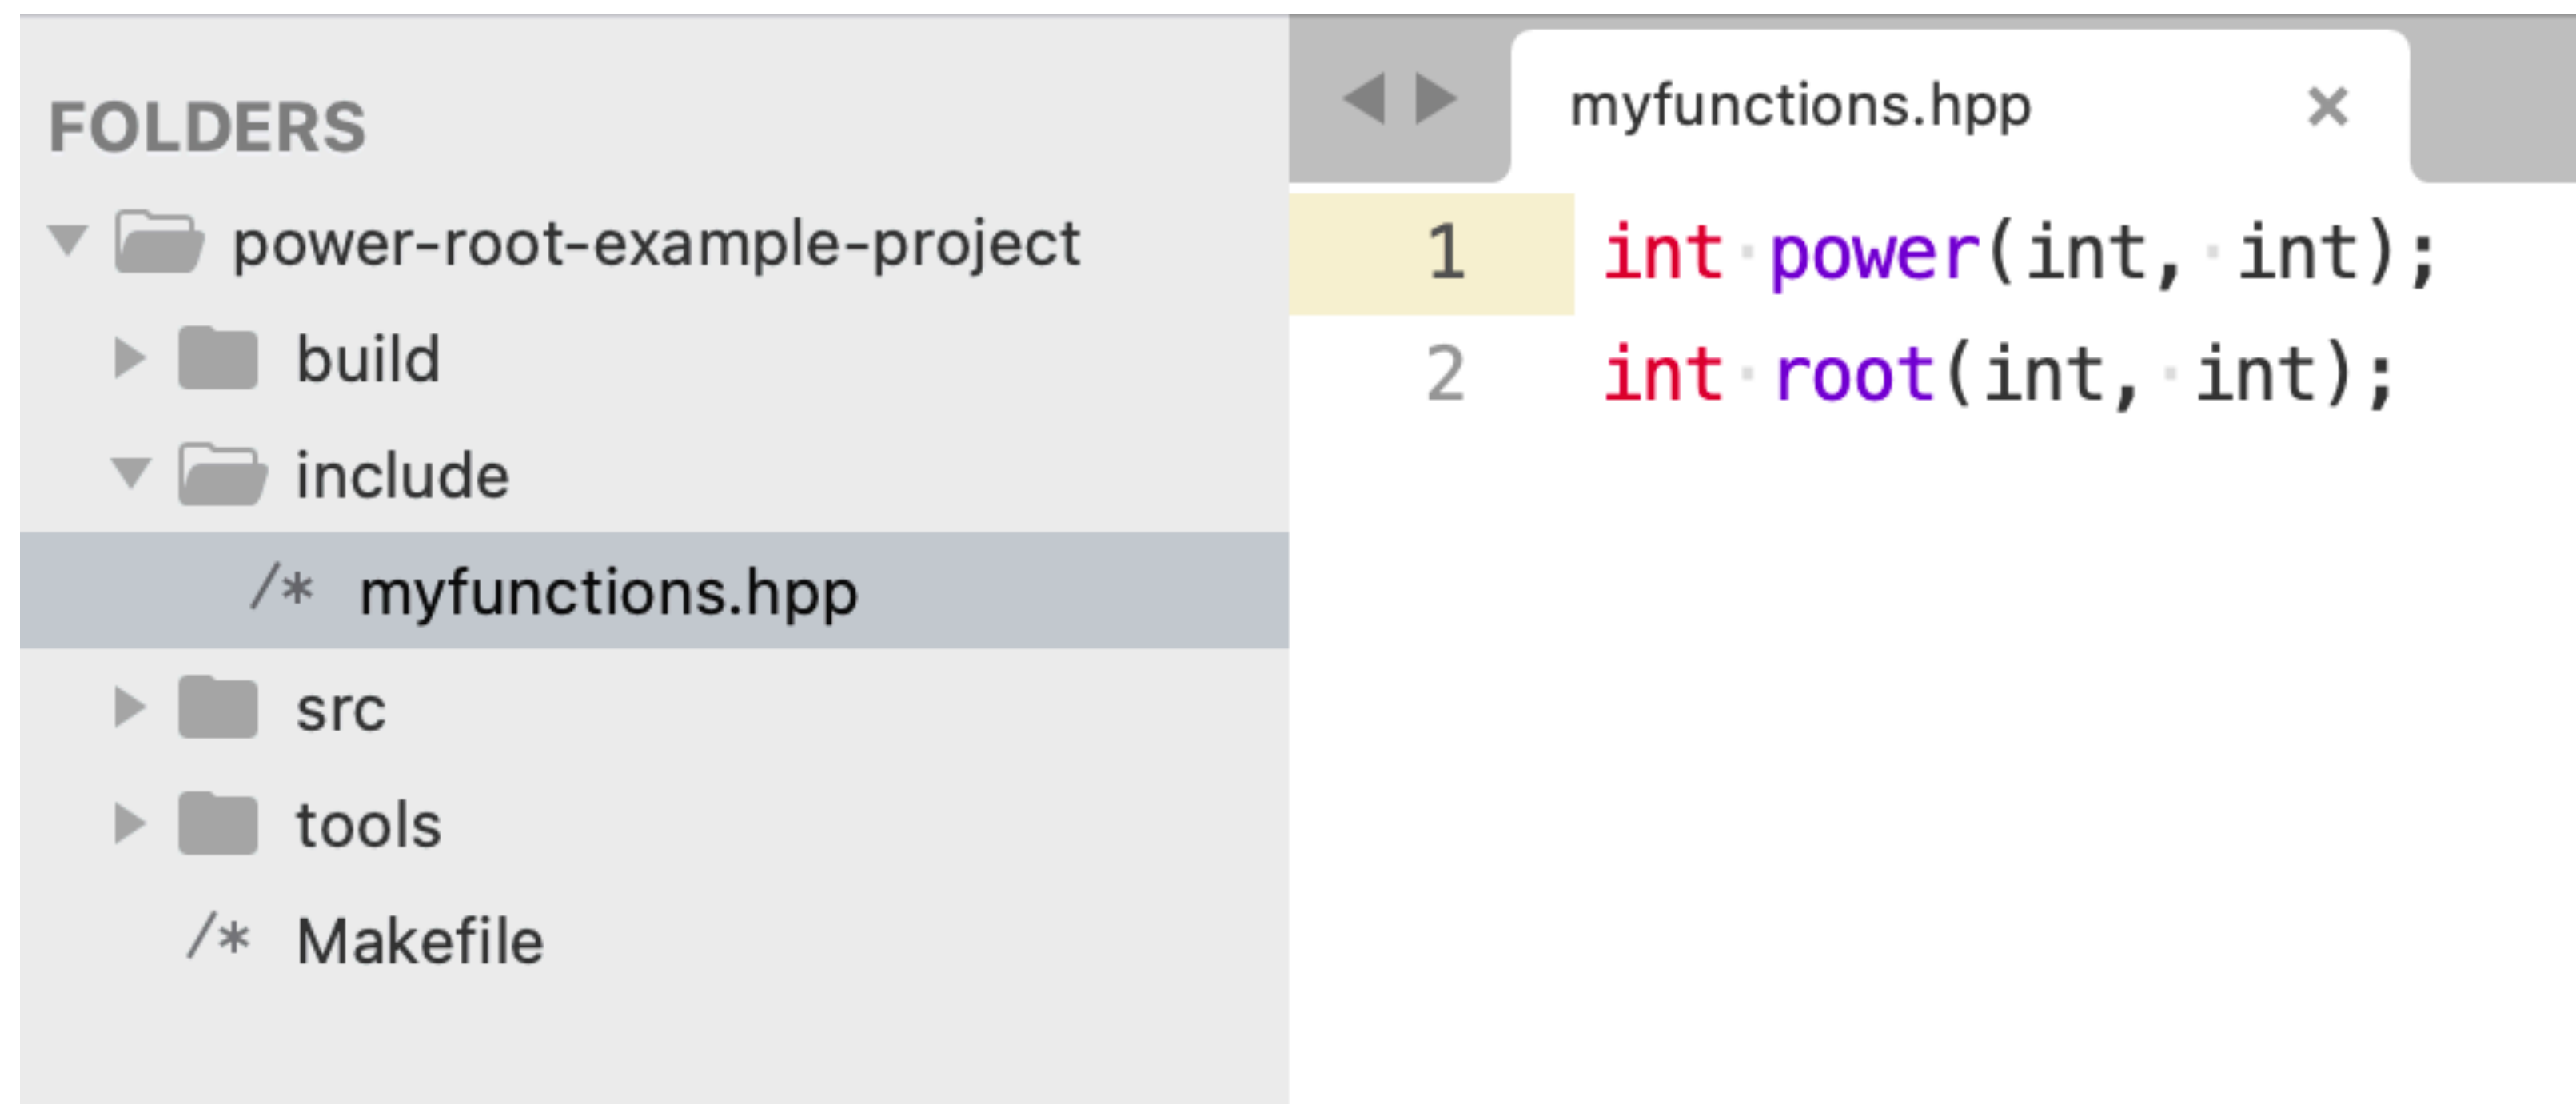 FOLDERS
power-root-example-project
build
include
/* myfunctions.hpp
src
tools
/* Makefile
myfunctions.hpp ×
1 int power(int, int);
2 int root(int, int);